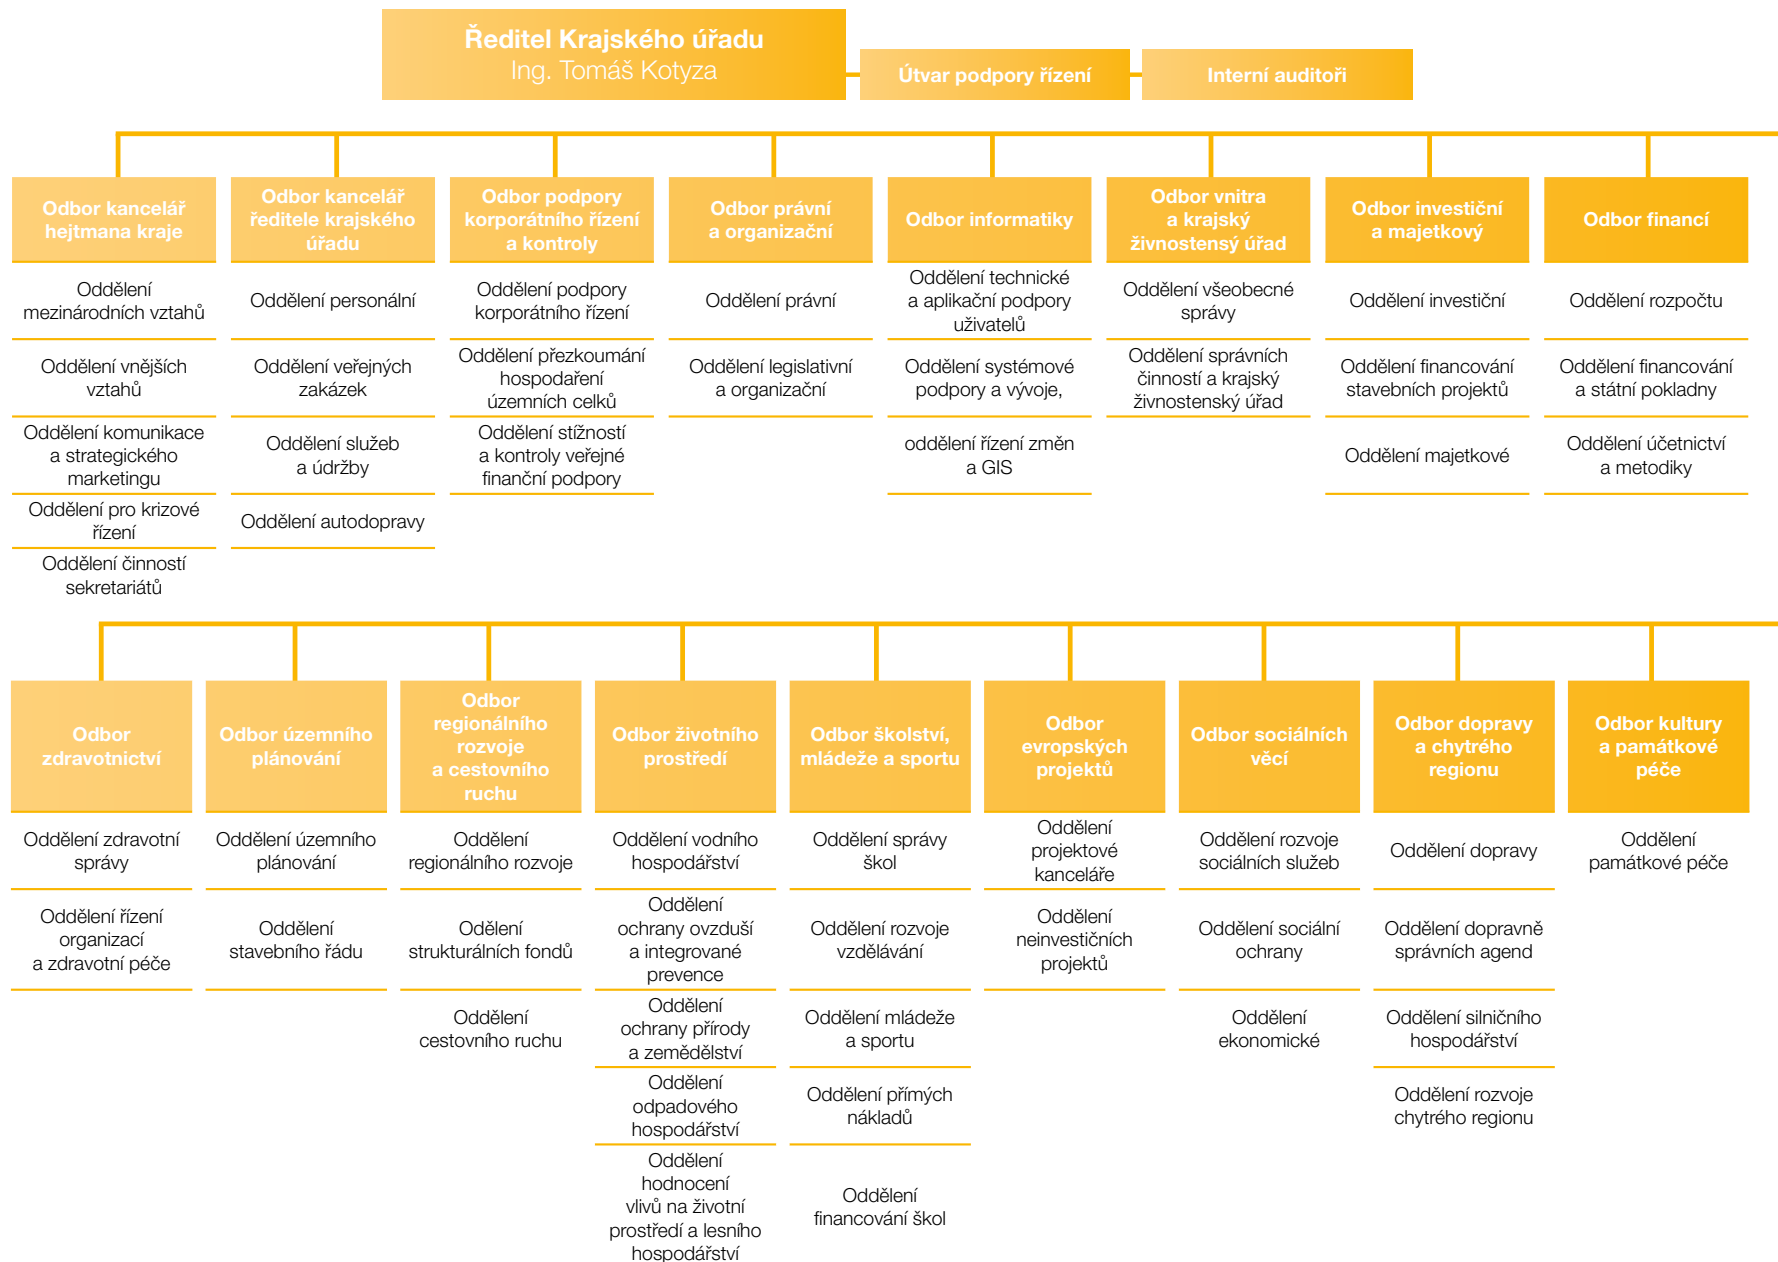 Ředitel Krajského úřadu
Ing. Tomáš Kotyza
Útvar podpory řízení
Interní auditoři
Odbor kancelář
hejtmana kraje
Oddělení
mezinárodních vztahů
Oddělení vnějších
vztahů
Oddělení komunikace
a strategického
marketingu
Oddělení pro krizové
řízení
Oddělení činností
sekretariátů
Odbor kancelář
ředitele krajského
úřadu
Oddělení personální
Oddělení veřejných
zakázek
Oddělení služeb
a údržby
Oddělení autodopravy
Odbor podpory
korporátního řízení
a kontroly
Oddělení podpory
korporátního řízení
Oddělení přezkoumání
hospodaření
územních celků
Oddělení stížností
a kontroly veřejné
finanční podpory
Odbor právní
a organizační
Oddělení právní
Oddělení legislativní
a organizační
Odbor informatiky
Oddělení technické
a aplikační podpory
uživatelů
Oddělení systémové
podpory a vývoje,
oddělení řízení změn
a GIS
Odbor vnitra
a krajský
živnostensý úřad
Oddělení všeobecné
správy
Oddělení správních
činností a krajský
živnostenský úřad
Odbor investiční
a majetkový
Oddělení investiční
Oddělení financování
stavebních projektů
Oddělení majetkové
Odbor financí
Oddělení rozpočtu
Oddělení financování
a státní pokladny
Oddělení účetnictví
a metodiky
Odbor
zdravotnictví
Oddělení zdravotní
správy
Oddělení řízení
organizací
a zdravotní péče
Odbor územního
plánování
Oddělení územního
plánování
Oddělení
stavebního řádu
Odbor
regionálního
rozvoje
a cestovního
ruchu
Oddělení
regionálního rozvoje
Odělení
strukturálních fondů
Oddělení
cestovního ruchu
Odbor životního
prostředí
Oddělení vodního
hospodářství
Oddělení
ochrany ovzduší
a integrované
prevence
Oddělení
ochrany přírody
a zemědělství
Oddělení
odpadového
hospodářství
Oddělení
hodnocení
vlivů na životní
prostředí a lesního
hospodářství
Odbor školství,
mládeže a sportu
Oddělení správy
škol
Oddělení rozvoje
vzdělávání
Oddělení mládeže
a sportu
Oddělení přímých
nákladů
Oddělení
financování škol
Odbor
evropských
projektů
Oddělení
projektové
kanceláře
Oddělení
neinvestičních
projektů
Odbor sociálních
věcí
Oddělení rozvoje
sociálních služeb
Oddělení sociální
ochrany
Oddělení
ekonomické
Odbor dopravy
a chytrého
regionu
Oddělení dopravy
Oddělení dopravně
správních agend
Oddělení silničního
hospodářství
Oddělení rozvoje
chytrého regionu
Odbor kultury
a památkové
péče
Oddělení
památkové péče